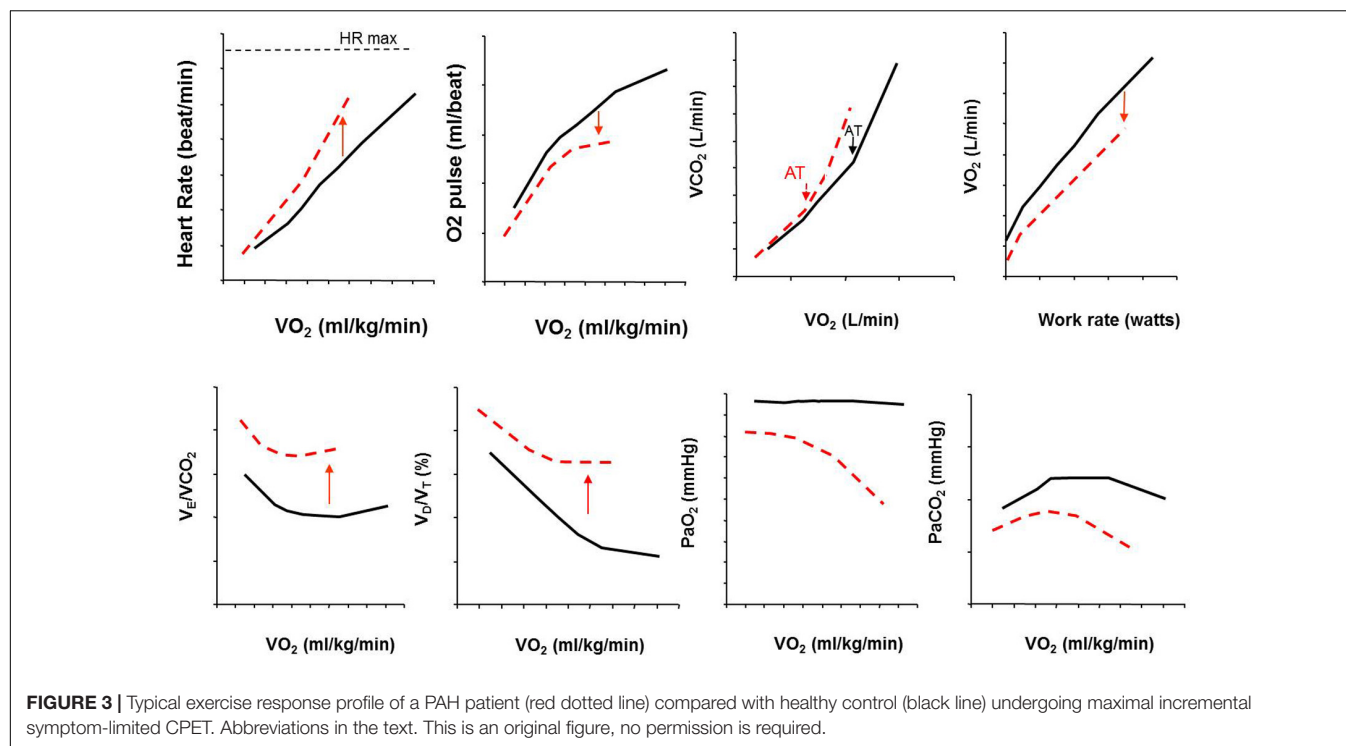 HR max
Heart Rate (beat/min)
VO2 (ml/kg/min)
O2 pulse (ml/beat)
VO2 (ml/kg/min)
VCO2 (L/min)
AT
AT
VO2 (L/min)
VO2 (L/min)
Work rate (watts)
VE/VCO2
VO2 (ml/kg/min)
VD/VT (%)
VO2 (ml/kg/min)
PaO2 (mmHg)
VO2 (ml/kg/min)
PaCO2 (mmHg)
VO2 (ml/kg/min)
FIGURE 3 | Typical exercise response profile of a PAH patient (red dotted line) compared with healthy control (black line) undergoing maximal incremental
symptom-limited CPET. Abbreviations in the text. This is an original figure, no permission is required.